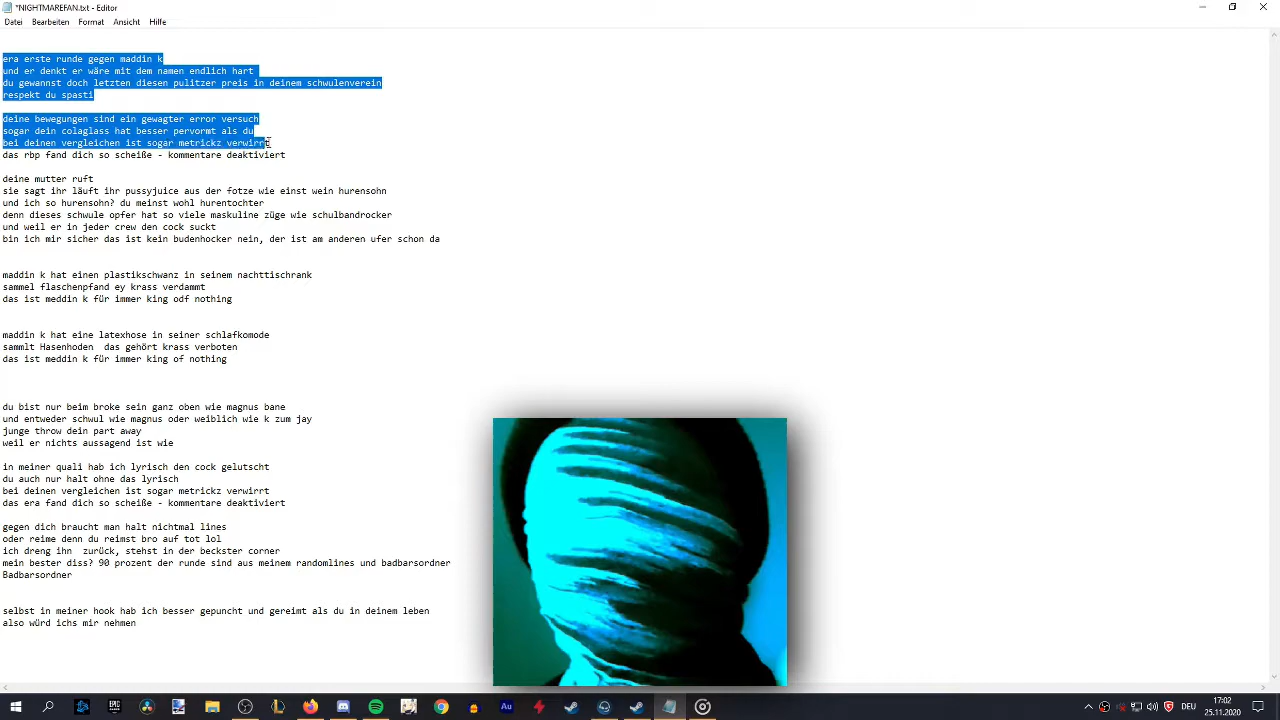 *NIGHTMAREFAN.txt - Editor
Datei Bearbeiten Format Ansicht Hilfe
era erste runde gegen maddin k
und er denkt er wäre mit dem namen endlich hart
du gewannst doch letzten diesen pulitzer preis in deinem schwulenverein
respekt du spasti
deine bewegungen sind ein gewagter error versuch
sogar dein colaglass hat besser pervormt als du
bei deinen vergleichen ist sogar metrickz verwirrt
das rbp fand dich so scheiße - kommentare deaktiviert
deine mutter ruft
sie sagt ihr läuft ihr pussyjuice aus der fotze wie einst wein hurensohn
und ich so hurensohn? du meinst wohl hurentochter
denn dieses schwule opfer hat so viele maskuline züge wie schulbandrocker
und weil er in jeder crew den cock suckt
bin ich mir sicher das ist kein budenhocker nein, der ist am anderen ufer schon da
maddin k hat einen plastikschwanz in seinem nachttischrank
sammel flaschenpfand ey krass verdammt
das ist meddin k für immer king odf nothing
maddin k hat eine latexhose in seiner schlafkomode
sammlt Hasenhoden  das gehört krass verboten
das ist meddin k für immer king of nothing
du bist nur beim broke sein ganz oben wie magnus bane
und entweder schwul wie magnus oder weiblich wie k zum jay
junge throw dein part away
weil er nichts aussagend ist wie
in meiner quali hab ich lyrisch den cock gelutscht
du auch nur halt ohne das lyrisch
bei deinen vergleichen ist sogar metrickz verwirrt
das era fand dich so scheiße - kommentare deaktiviert
gegen dich braucht man halt nichtmal lines
oder reime denn du reimst bro auf tot lol
ich dreng ihn  zurück, stehst in der beckster corner
mein bester diss? 90 prozent der runde sind aus meinem randomlines und badbarsordner
Badbarsordner
selbst in meiner hook hab ich besser gepuncht und gereimt als du in deinem leben
also würd ichs mir nehmen
EPIC GAMES
Au
DEU
17:02
25.11.2020